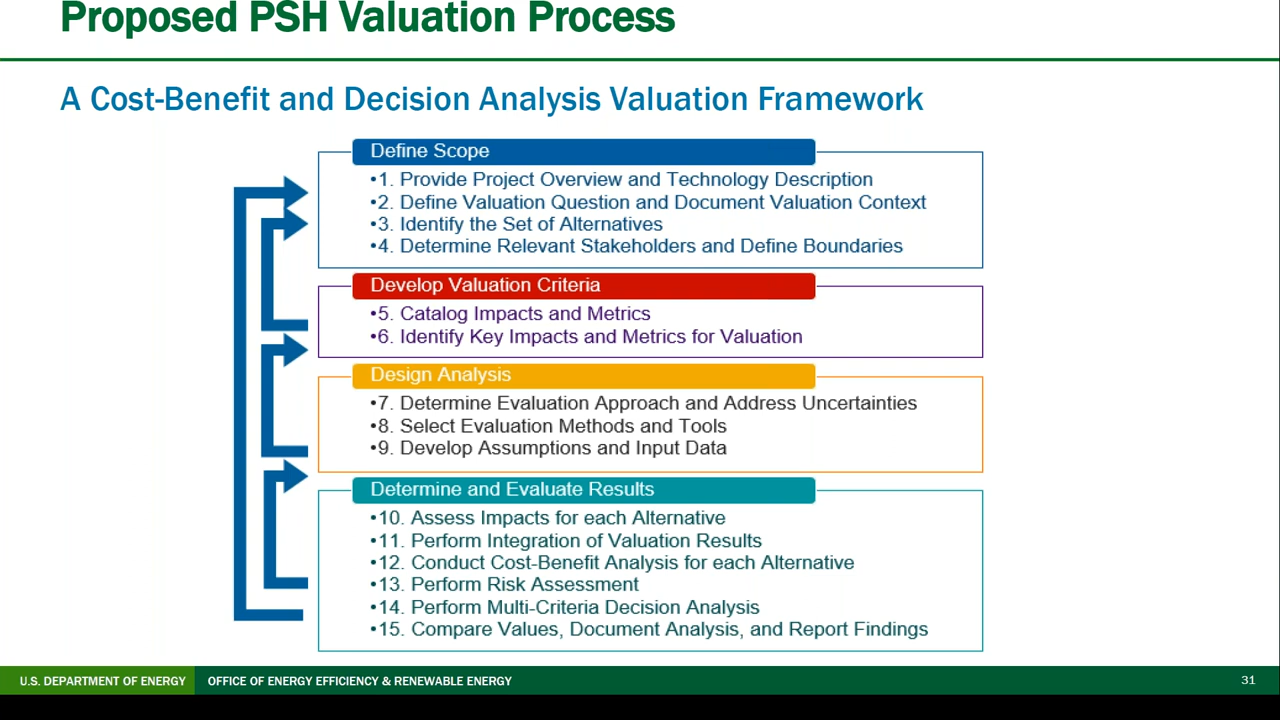 Proposed PSH Valuation Process
A Cost-Benefit and Decision Analysis Valuation Framework
Define Scope
•1. Provide Project Overview and Technology Description
•2. Define Valuation Question and Document Valuation Context
•3. Identify the Set of Alternatives
•4. Determine Relevant Stakeholders and Define Boundaries
Develop Valuation Criteria
•5. Catalog Impacts and Metrics
•6. Identify Key Impacts and Metrics for Valuation
Design Analysis
•7. Determine Evaluation Approach and Address Uncertainties
•8. Select Evaluation Methods and Tools
•9. Develop Assumptions and Input Data
Determine and Evaluate Results
•10. Assess Impacts for each Alternative
•11. Perform Integration of Valuation Results
•12. Conduct Cost-Benefit Analysis for each Alternative
•13. Perform Risk Assessment
•14. Perform Multi-Criteria Decision Analysis
•15. Compare Values, Document Analysis, and Report Findings
U.S. DEPARTMENT OF ENERGY OFFICE OF ENERGY EFFICIENCY & RENEWABLE ENERGY 31